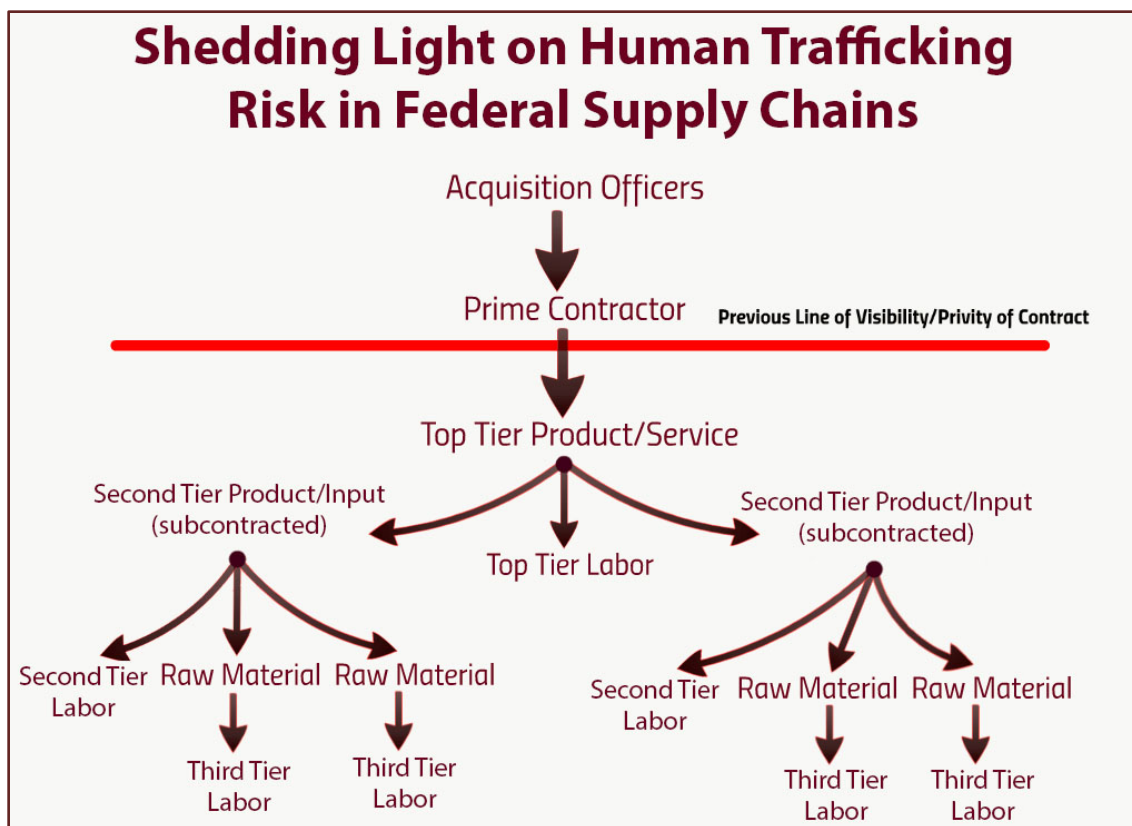 Shedding Light on Human Trafficking
Risk in Federal Supply Chains
Acquisition Officers
Prime Contractor
Previous Line of Visibility/Privity of Contract
Top Tier Product/Service
Second Tier Product/Input
(subcontracted)
Top Tier Labor
Second Tier Product/Input
(subcontracted)
Second Tier
Labor
Raw Material
Raw Material
Third Tier
Labor
Third Tier
Labor
Second Tier
Labor
Raw Material
Raw Material
Third Tier
Labor
Third Tier
Labor